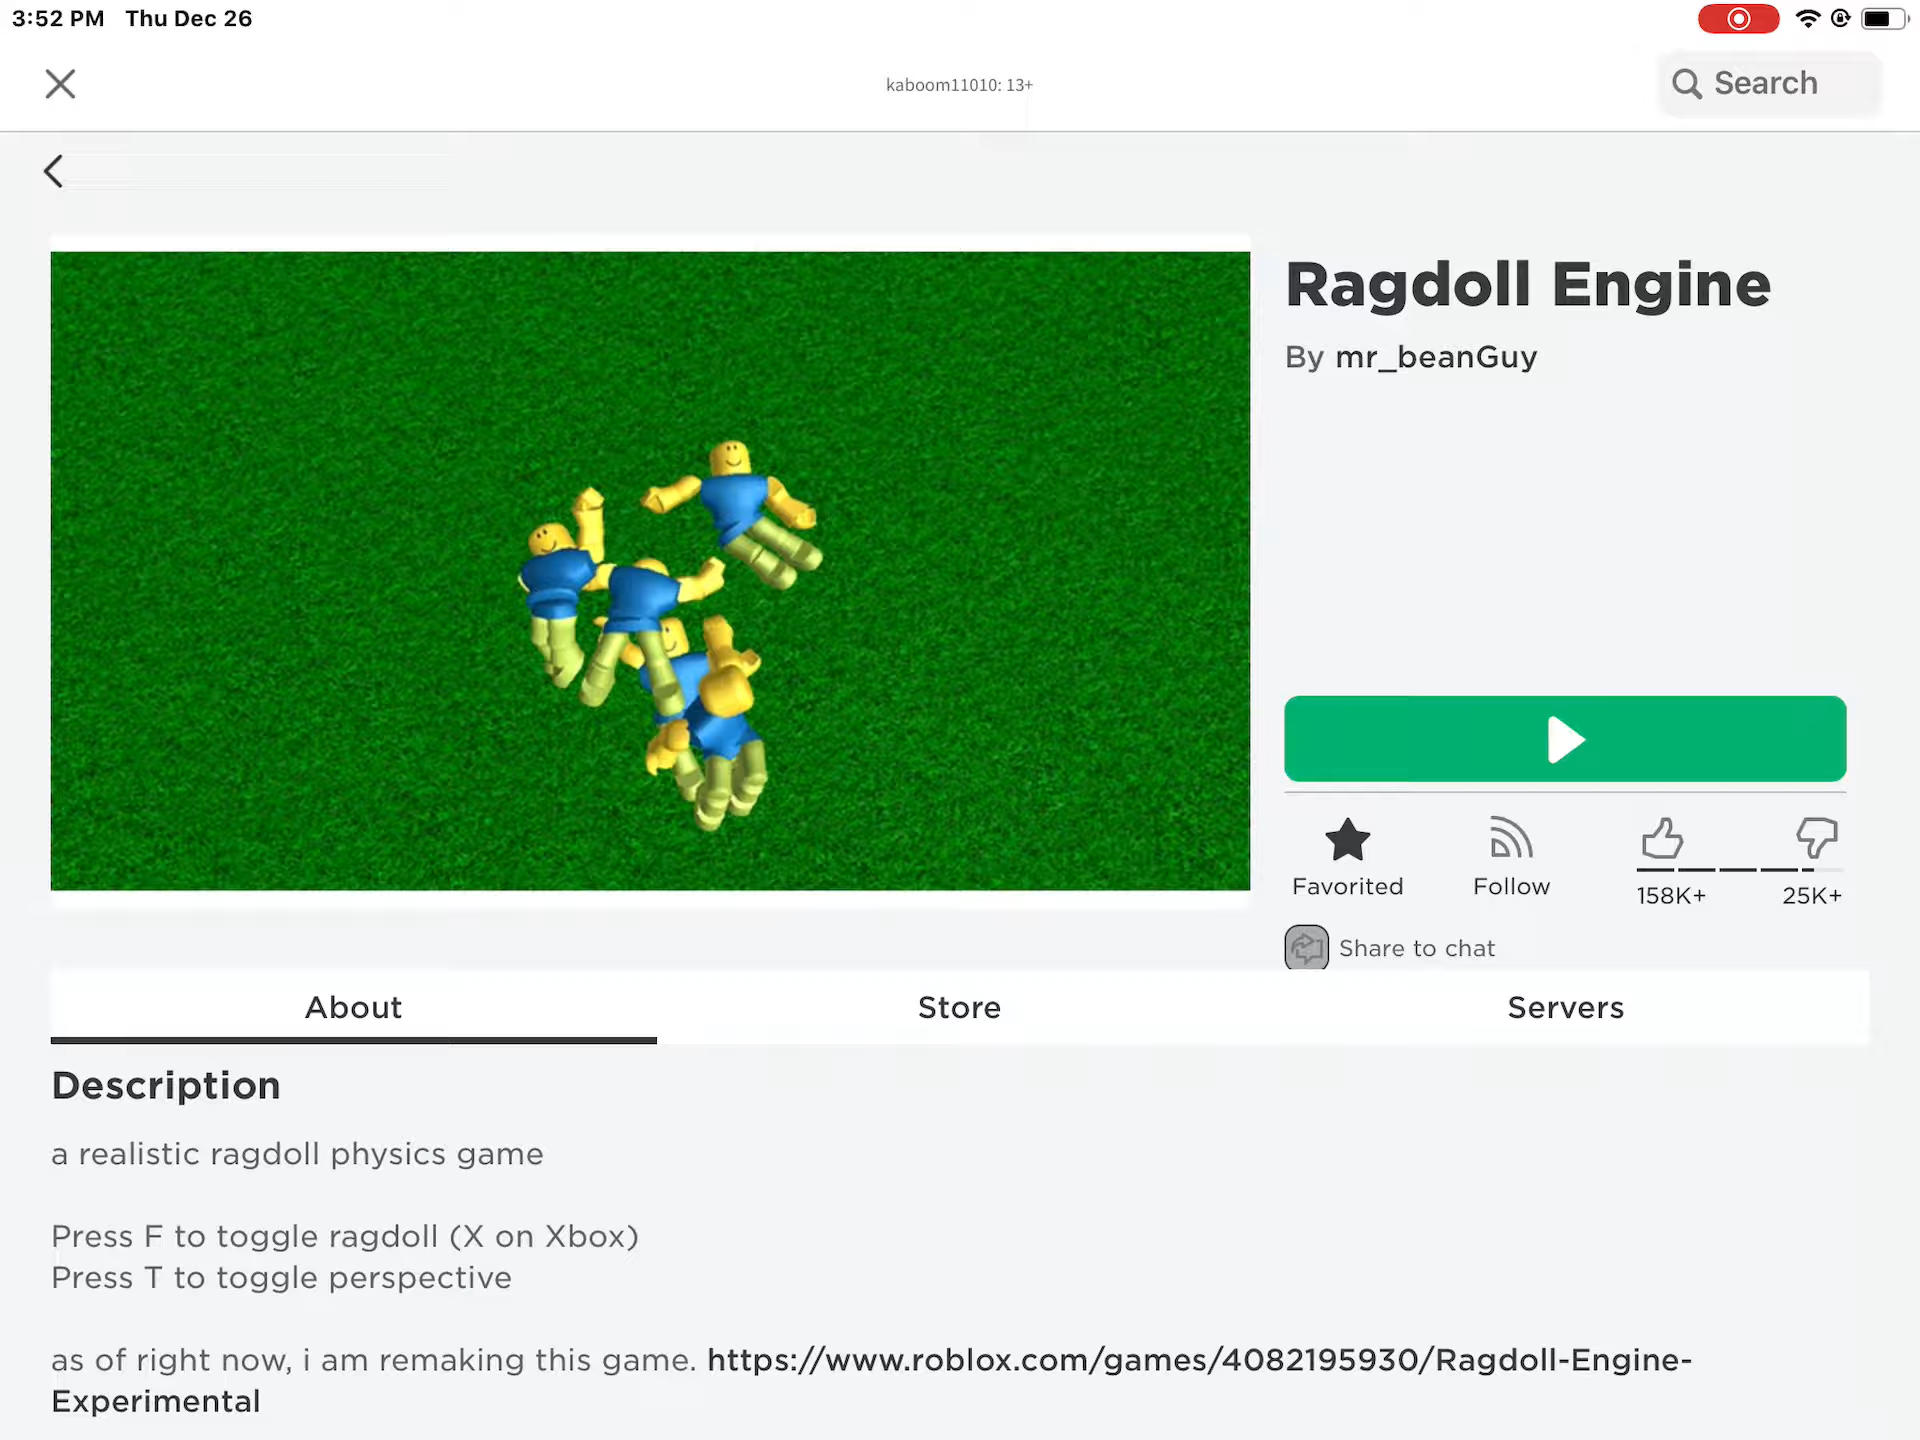 3:52 PM Thu Dec 26
kaboom11010: 13+
Search
Ragdoll Engine
By mr_beanGuy
Favorited
Follow
158K+
25K+
Share to chat
About
Store
Servers
Description
a realistic ragdoll physics game
Press F to toggle ragdoll (X on Xbox)
Press T to toggle perspective
as of right now, i am remaking this game. https://www.roblox.com/games/4082195930/Ragdoll-Engine-
Experimental